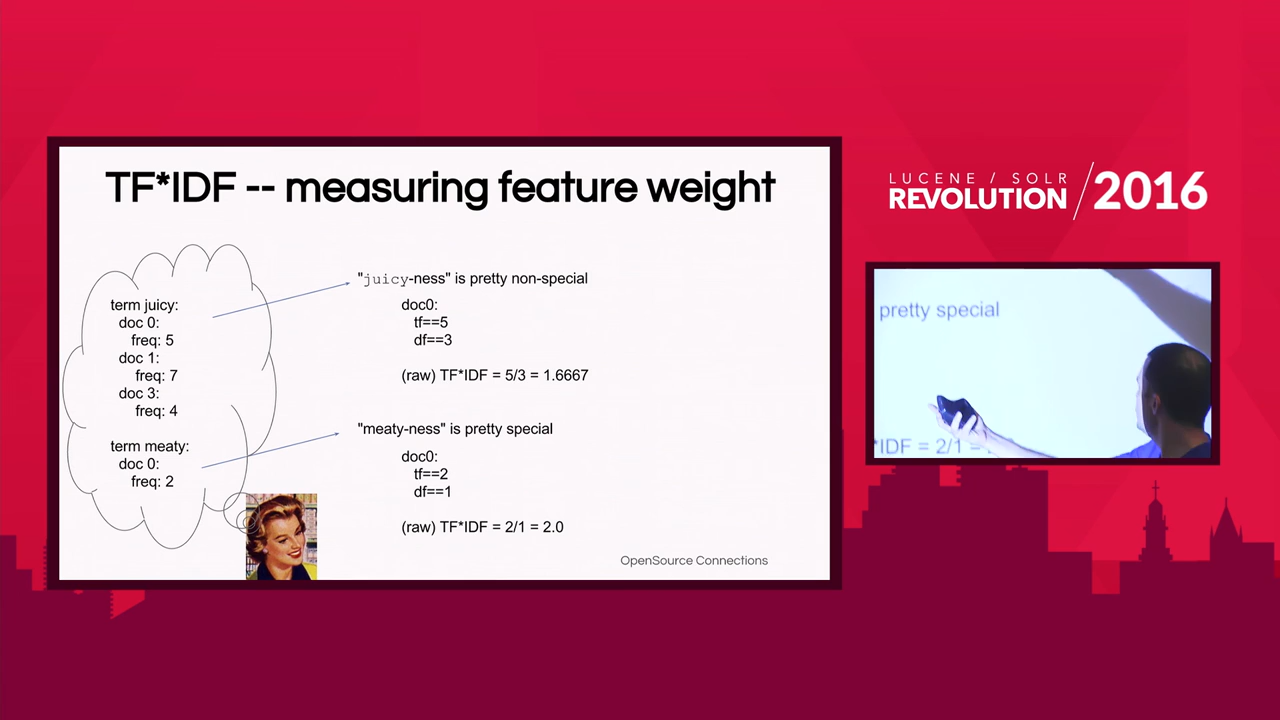 TF*IDF -- measuring feature weight
term juicy:
doc 0:
freq: 5
doc 1:
freq: 7
doc 3:
freq: 4
term meaty:
doc 0:
freq: 2
"juicy-ness" is pretty non-special
doc0:
tf==5
df==3
(raw) TF*IDF = 5/3 = 1.6667
"meaty-ness" is pretty special
doc0:
tf==2
df==1
(raw) TF*IDF = 2/1 = 2.0
OpenSource Connections
LUCENE / SOLR
REVOLUTION 2016
pretty special
*IDF = 2/1 =